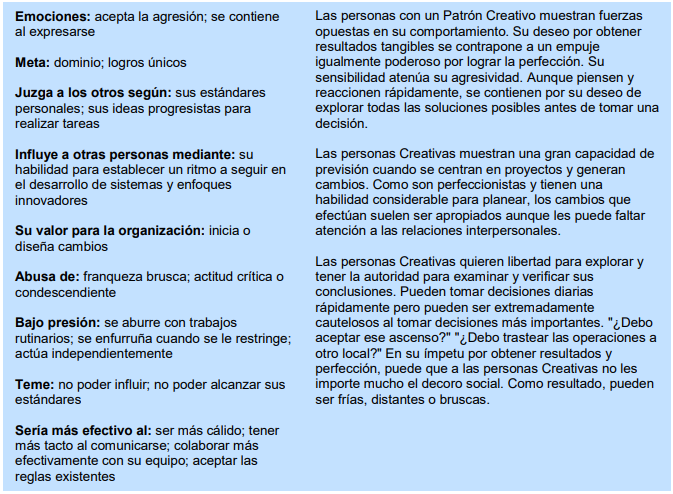 Emociones: acepta la agresión; se contiene
al expresarse
Meta: dominio; logros únicos
Juzga a los otros según: sus estándares
personales; sus ideas progresistas para
realizar tareas
Influye a otras personas mediante: su
habilidad para establecer un ritmo a seguir en
el desarrollo de sistemas y enfoques
innovadores
Su valor para la organización: inicia o
diseña cambios
Abusa de: franqueza brusca; actitud crítica o
condescendiente
Bajo presión: se aburre con trabajos
rutinarios; se enfurruña cuando se le restringe;
actúa independientemente
Teme: no poder influir; no poder alcanzar sus
estándares
Sería más efectivo al: ser más cálido; tener
más tacto al comunicarse; colaborar más
efectivamente con su equipo; aceptar las
reglas existentes
Las personas con un Patrón Creativo muestran fuerzas
opuestas en su comportamiento. Su deseo por obtener
resultados tangibles se contrapone a un empuje
igualmente poderoso por lograr la perfección. Su
sensibilidad atenúa su agresividad. Aunque piensen y
reaccionen rápidamente, se contienen por su deseo de
explorar todas las soluciones posibles antes de tomar una
decisión.
Las personas Creativas muestran una gran capacidad de
previsión cuando se centran en proyectos y generan
cambios. Como son perfeccionistas y tienen una
habilidad considerable para planear, los cambios que
efectúan suelen ser apropiados aunque les puede faltar
atención a las relaciones interpersonales.
Las personas Creativas quieren libertad para explorar y
tener la autoridad para examinar y verificar sus
conclusiones. Pueden tomar decisiones diarias
rápidamente pero pueden ser extremadamente
cautelosos al tomar decisiones más importantes. "¿Debo
aceptar ese ascenso?" "¿Debo trastear las operaciones a
otro local?" En su ímpetu por obtener resultados y
perfección, puede que a las personas Creativas no les
importe mucho el decoro social. Como resultado, pueden
ser frías, distantes o bruscas.